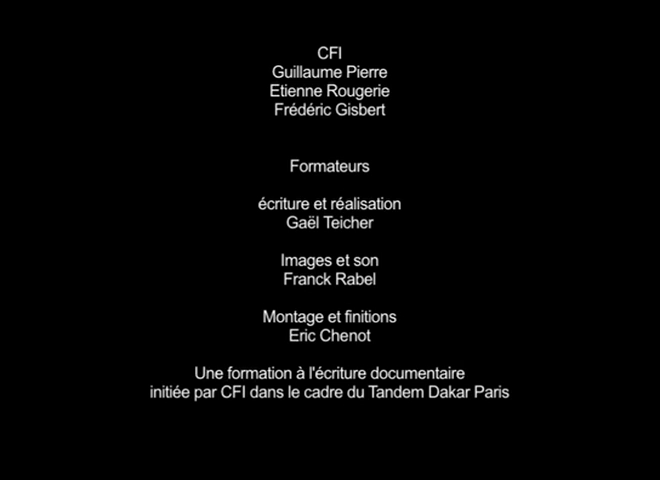 CFI
Guillaume Pierre
Etienne Rougerie
Frédéric Gisbert
Formateurs
écriture et réalisation
Gaël Teicher
Images et son
Franck Rabel
Montage et finitions
Eric Chenot
Une formation à l'écriture documentaire
initiée par CFI dans le cadre du Tandem Dakar Paris